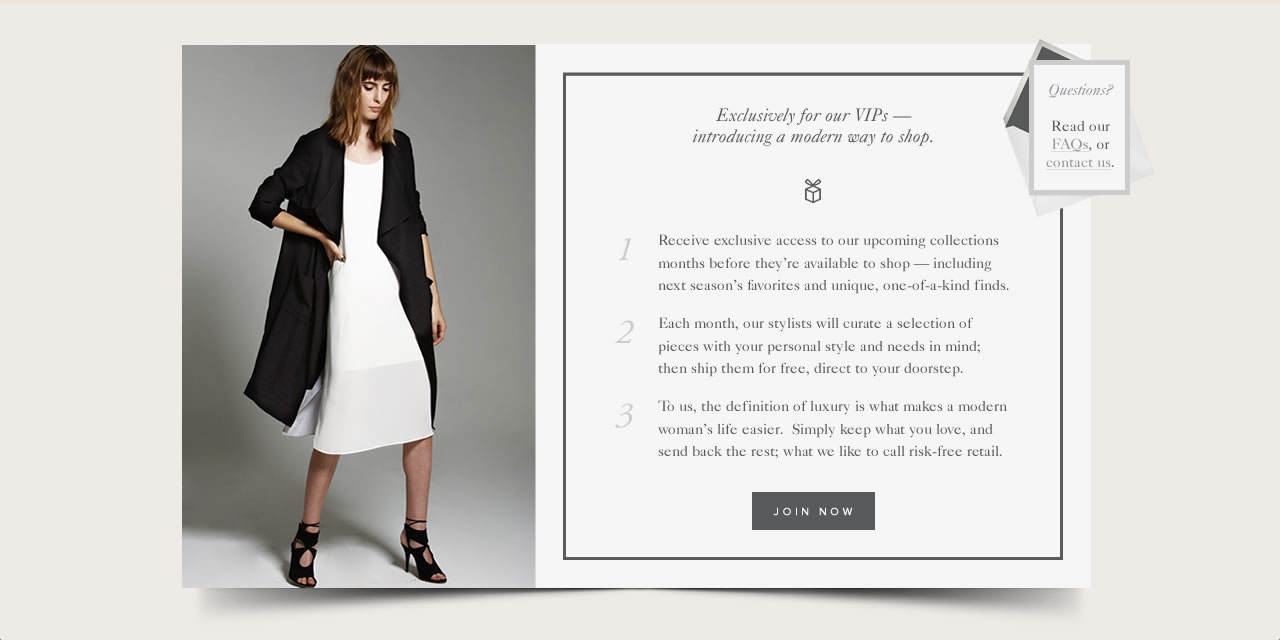 Exclusively for our VIPs —
introducing a modern way to shop.
1
Receive exclusive access to our upcoming collections
months before they’re available to shop — including
next season’s favorites and unique, one-of-a-kind finds.
2
Each month, our stylists will curate a selection of
pieces with your personal style and needs in mind;
then ship them for free, direct to your doorstep.
3
To us, the definition of luxury is what makes a modern
woman’s life easier.  Simply keep what you love, and
send back the rest; what we like to call risk-free retail.
JOIN NOW
Questions?
Read our
FAQs, or
contact us.